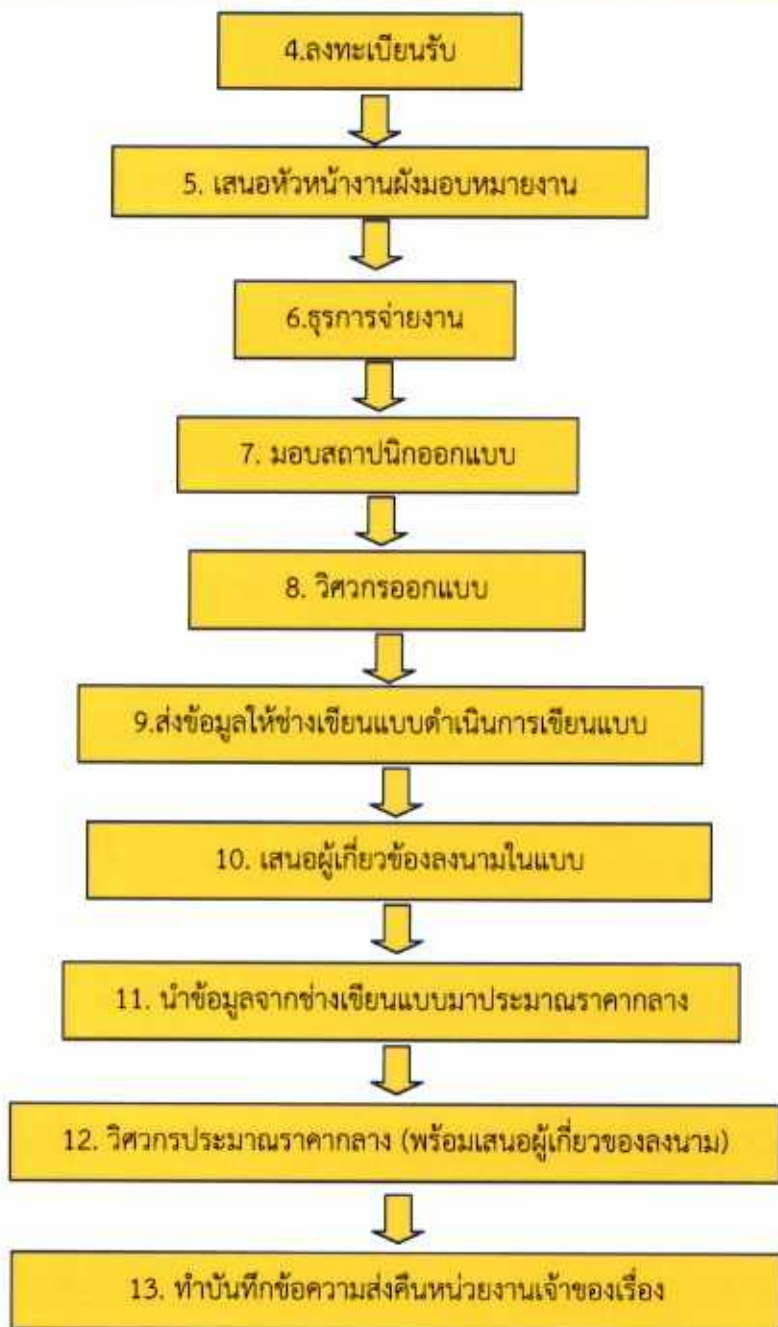 4.ลงทะเบียนรับ
5. เสนอหัวหน้างานผังมอบหมายงาน
6.ธุรการจ่ายงาน
7. มอบสถาปนิกออกแบบ
8. วิศวกรออกแบบ
9.ส่งข้อมูลให้ช่างเขียนแบบดำเนินการเขียนแบบ
10. เสนอผู้เกี่ยวข้องลงนามในแบบ
11. นำข้อมูลจากช่างเขียนแบบมาประมาณราคากลาง
12. วิศวกรประมาณราคากลาง (พร้อมเสนอผู้เกี่ยวของลงนาม)
13. ทำบันทึกข้อความส่งคืนหน่วยงานเจ้าของเรื่อง